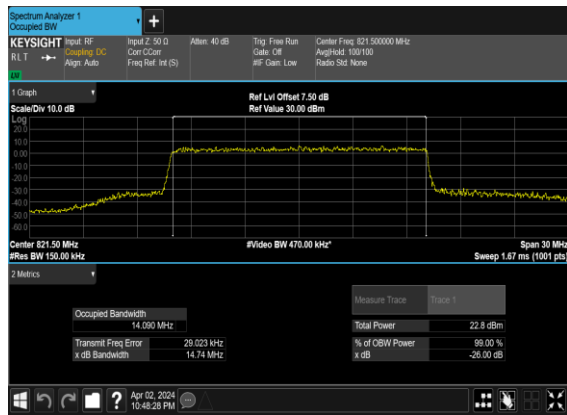 Spectrum Analyzer 1
Occupied BW
+
KEYSIGHT Input: RF Input Z: 50 Ω Atten: 40 dB Trig: Free Run Center Freq: 821.500000 MHz
R L T Coupling: DC Corr CCorr Gate: Off Avg|Hold: 100/100
Align: Auto Freq Ref: Int (S) #IF Gain: Low Radio Std: None
1 Graph
Ref Lvl Offset 7.50 dB
Scale/Div 10.0 dB Ref Value 30.00 dBm
Log
20.0
10.0
0.00
-10.0
-20.0
-30.0
-40.0
-50.0
-60.0
Center 821.50 MHz #Video BW 470.00 kHz* Span 30 MHz
#Res BW 150.00 kHz Sweep 1.67 ms (1001 pts)
2 Metrics
Measure Trace Trace 1
Occupied Bandwidth
14.090 MHz Total Power 22.8 dBm
Transmit Freq Error 29.023 kHz % of OBW Power 99.00 %
x dB Bandwidth 14.74 MHz x dB -26.00 dB
? Apr 02, 2024
10:48:28 PM